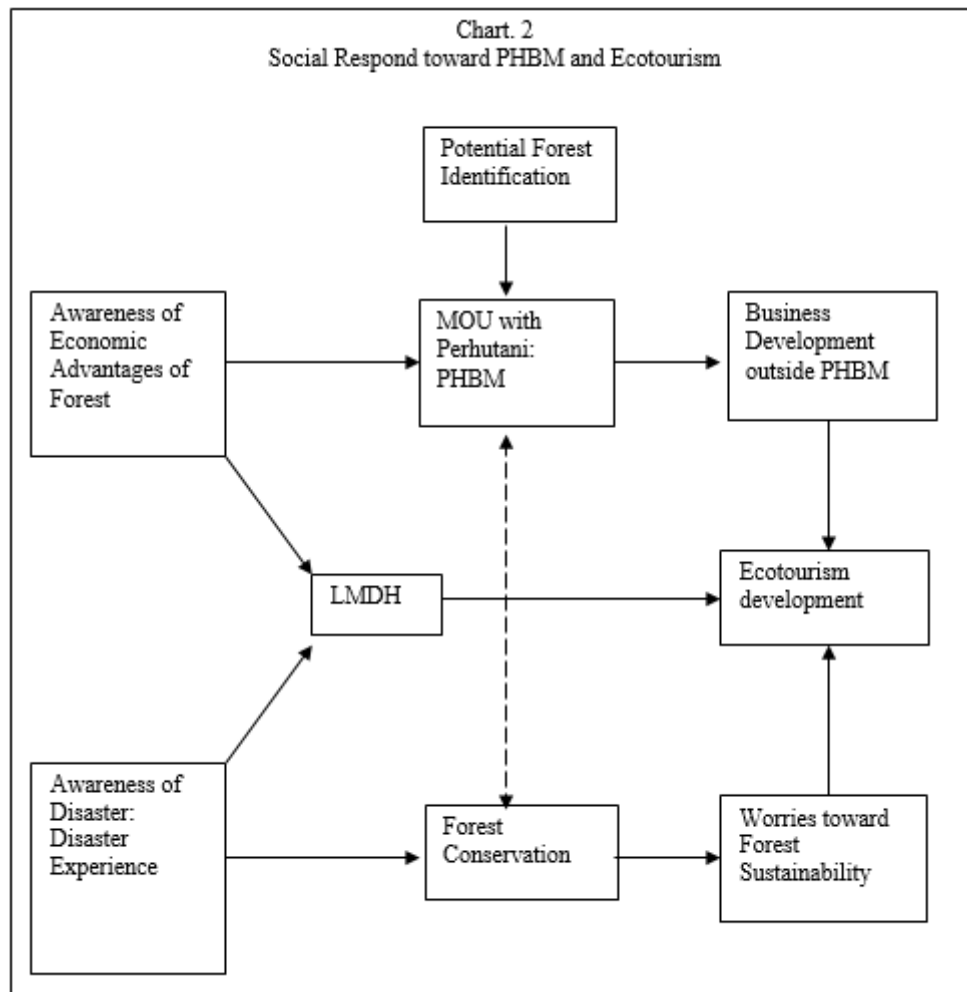 Chart. 2
Social Respond toward PHBM and Ecotourism
Potential Forest
Identification
Awareness of
Economic
Advantages of
Forest
MOU with
Perhutani:
PHBM
Business
Development
outside PHBM
LMDH
Ecotourism
development
Awareness of
Disaster:
Disaster
Experience
Forest
Conservation
Worries toward
Forest
Sustainability